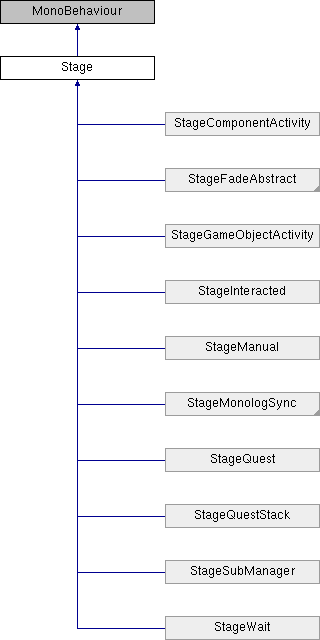 MonoBehaviour
Stage
StageComponentActivity
StageFadeAbstract
StageGameObjectActivity
StageInteracted
StageManual
StageMonologSync
StageQuest
StageQuestStack
StageSubManager
StageWait